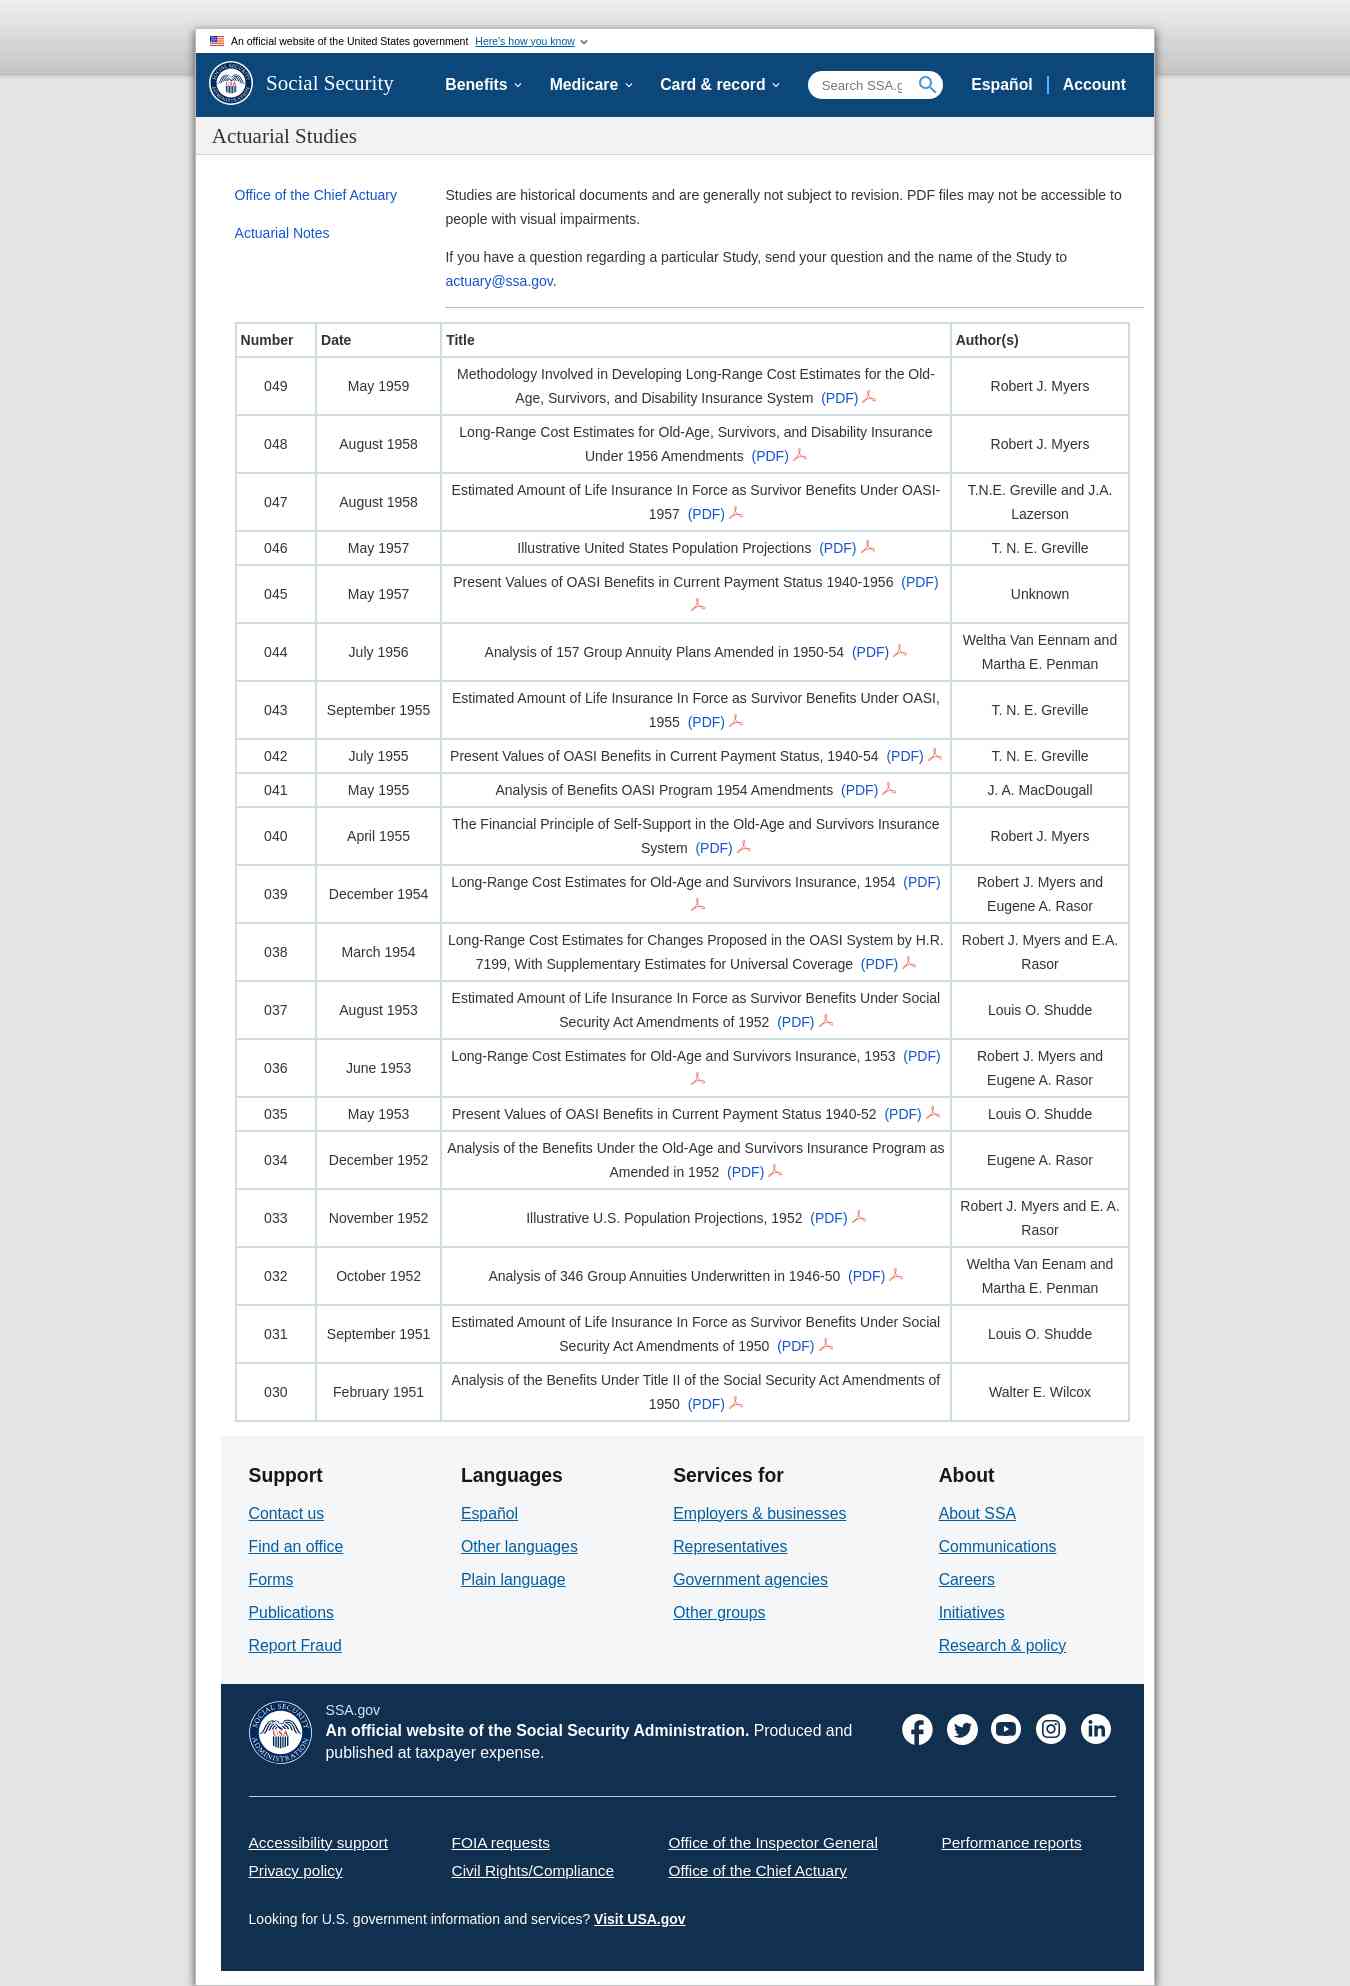 An official website of the United States government Here's how you know
Social Security
Benefits
Medicare
Card & record
Search SSA.g
Español
Account
Actuarial Studies
Office of the Chief Actuary
Actuarial Notes
Studies are historical documents and are generally not subject to revision. PDF files may not be accessible to
people with visual impairments.
If you have a question regarding a particular Study, send your question and the name of the Study to
actuary@ssa.gov.
Number Date Title Author(s)
049 May 1959 Methodology Involved in Developing Long-Range Cost Estimates for the Old-
Age, Survivors, and Disability Insurance System (PDF) Robert J. Myers
048 August 1958 Long-Range Cost Estimates for Old-Age, Survivors, and Disability Insurance
Under 1956 Amendments (PDF) Robert J. Myers
047 August 1958 Estimated Amount of Life Insurance In Force as Survivor Benefits Under OASI-
1957 (PDF) T.N.E. Greville and J.A.
Lazerson
046 May 1957 Illustrative United States Population Projections (PDF) T. N. E. Greville
045 May 1957 Present Values of OASI Benefits in Current Payment Status 1940-1956 (PDF) Unknown
044 July 1956 Analysis of 157 Group Annuity Plans Amended in 1950-54 (PDF) Weltha Van Eennam and
Martha E. Penman
043 September 1955 Estimated Amount of Life Insurance In Force as Survivor Benefits Under OASI,
1955 (PDF) T. N. E. Greville
042 July 1955 Present Values of OASI Benefits in Current Payment Status, 1940-54 (PDF) T. N. E. Greville
041 May 1955 Analysis of Benefits OASI Program 1954 Amendments (PDF) J. A. MacDougall
040 April 1955 The Financial Principle of Self-Support in the Old-Age and Survivors Insurance
System (PDF) Robert J. Myers
039 December 1954 Long-Range Cost Estimates for Old-Age and Survivors Insurance, 1954 (PDF) Robert J. Myers and
Eugene A. Rasor
038 March 1954 Long-Range Cost Estimates for Changes Proposed in the OASI System by H.R.
7199, With Supplementary Estimates for Universal Coverage (PDF) Robert J. Myers and E.A.
Rasor
037 August 1953 Estimated Amount of Life Insurance In Force as Survivor Benefits Under Social
Security Act Amendments of 1952 (PDF) Louis O. Shudde
036 June 1953 Long-Range Cost Estimates for Old-Age and Survivors Insurance, 1953 (PDF) Robert J. Myers and
Eugene A. Rasor
035 May 1953 Present Values of OASI Benefits in Current Payment Status 1940-52 (PDF) Louis O. Shudde
034 December 1952 Analysis of the Benefits Under the Old-Age and Survivors Insurance Program as
Amended in 1952 (PDF) Eugene A. Rasor
033 November 1952 Illustrative U.S. Population Projections, 1952 (PDF) Robert J. Myers and E. A.
Rasor
032 October 1952 Analysis of 346 Group Annuities Underwritten in 1946-50 (PDF) Weltha Van Eenam and
Martha E. Penman
031 September 1951 Estimated Amount of Life Insurance In Force as Survivor Benefits Under Social
Security Act Amendments of 1950 (PDF) Louis O. Shudde
030 February 1951 Analysis of the Benefits Under Title II of the Social Security Act Amendments of
1950 (PDF) Walter E. Wilcox
Support
Contact us
Find an office
Forms
Publications
Report Fraud
Languages
Español
Other languages
Plain language
Services for
Employers & businesses
Representatives
Government agencies
Other groups
About
About SSA
Communications
Careers
Initiatives
Research & policy
SOCIAL SECURITY
USA
ADMINISTRATION
SSA.gov
An official website of the Social Security Administration. Produced and
published at taxpayer expense.
Accessibility support
Privacy policy
FOIA requests
Civil Rights/Compliance
Office of the Inspector General
Office of the Chief Actuary
Performance reports
Looking for U.S. government information and services? Visit USA.gov